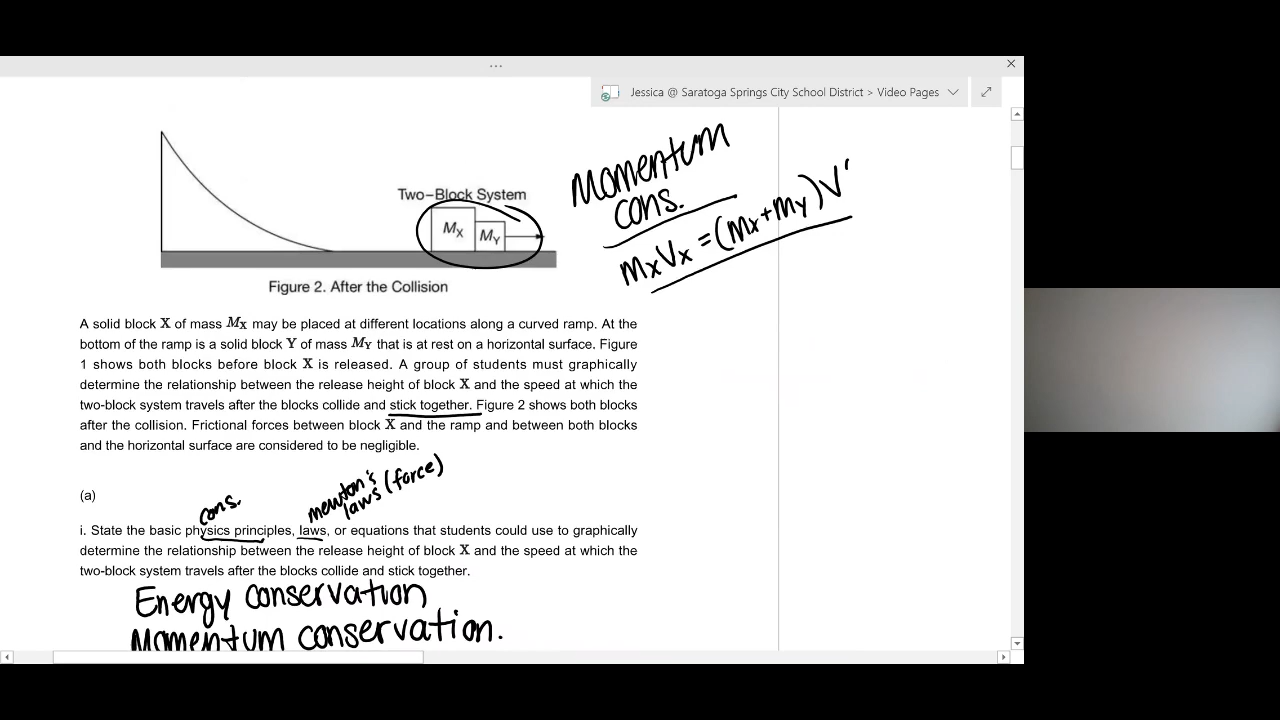 ...
Jessica @ Saratoga Springs City School District > Video Pages
Two–Block System
M_X M_Y
Figure 2. After the Collision
Momentum
cons.
m_x v_x = (m_x + m_y) v'
A solid block X of mass M_X may be placed at different locations along a curved ramp. At the
bottom of the ramp is a solid block Y of mass M_Y that is at rest on a horizontal surface. Figure
1 shows both blocks before block X is released. A group of students must graphically
determine the relationship between the release height of block X and the speed at which the
two-block system travels after the blocks collide and stick together. Figure 2 shows both blocks
after the collision. Frictional forces between block X and the ramp and between both blocks
and the horizontal surface are considered to be negligible.
(a)
cons.
newton's
laws (force)
i. State the basic physics principles, laws, or equations that students could use to graphically
determine the relationship between the release height of block X and the speed at which the
two-block system travels after the blocks collide and stick together.
Energy conservation
Momentum conservation.